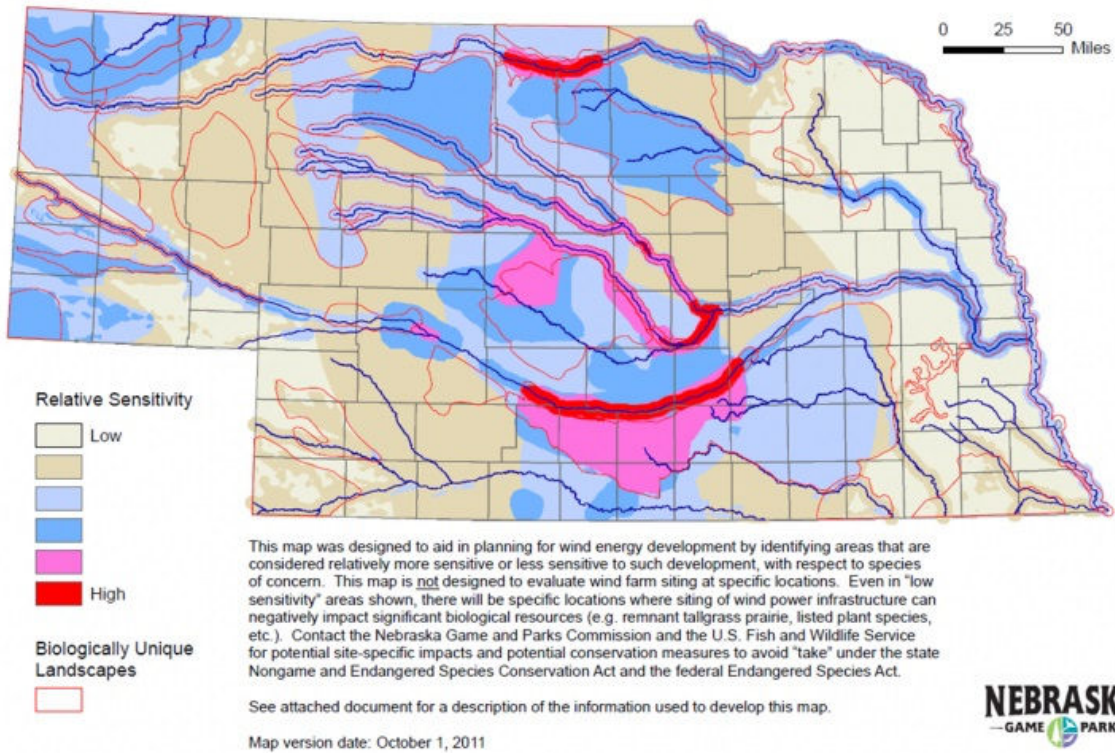 0 25 50
Miles
Relative Sensitivity
Low
High
Biologically Unique
Landscapes
This map was designed to aid in planning for wind energy development by identifying areas that are
considered relatively more sensitive or less sensitive to such development, with respect to species
of concern. This map is not designed to evaluate wind farm siting at specific locations. Even in "low
sensitivity" areas shown, there will be specific locations where siting of wind power infrastructure can
negatively impact significant biological resources (e.g. remnant tallgrass prairie, listed plant species,
etc.). Contact the Nebraska Game and Parks Commission and the U.S. Fish and Wildlife Service
for potential site-specific impacts and potential conservation measures to avoid "take" under the state
Nongame and Endangered Species Conservation Act and the federal Endangered Species Act.
See attached document for a description of the information used to develop this map.
Map version date: October 1, 2011
NEBRASK
GAME PARK